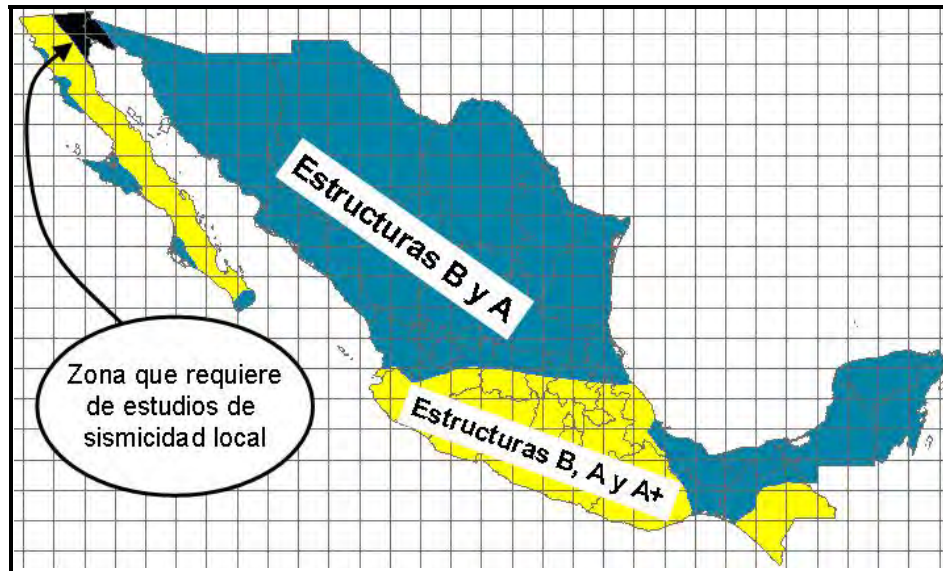 Estructuras B y A
Zona que requiere
de estudios de
sismicidad local
Estructuras B, A y A+